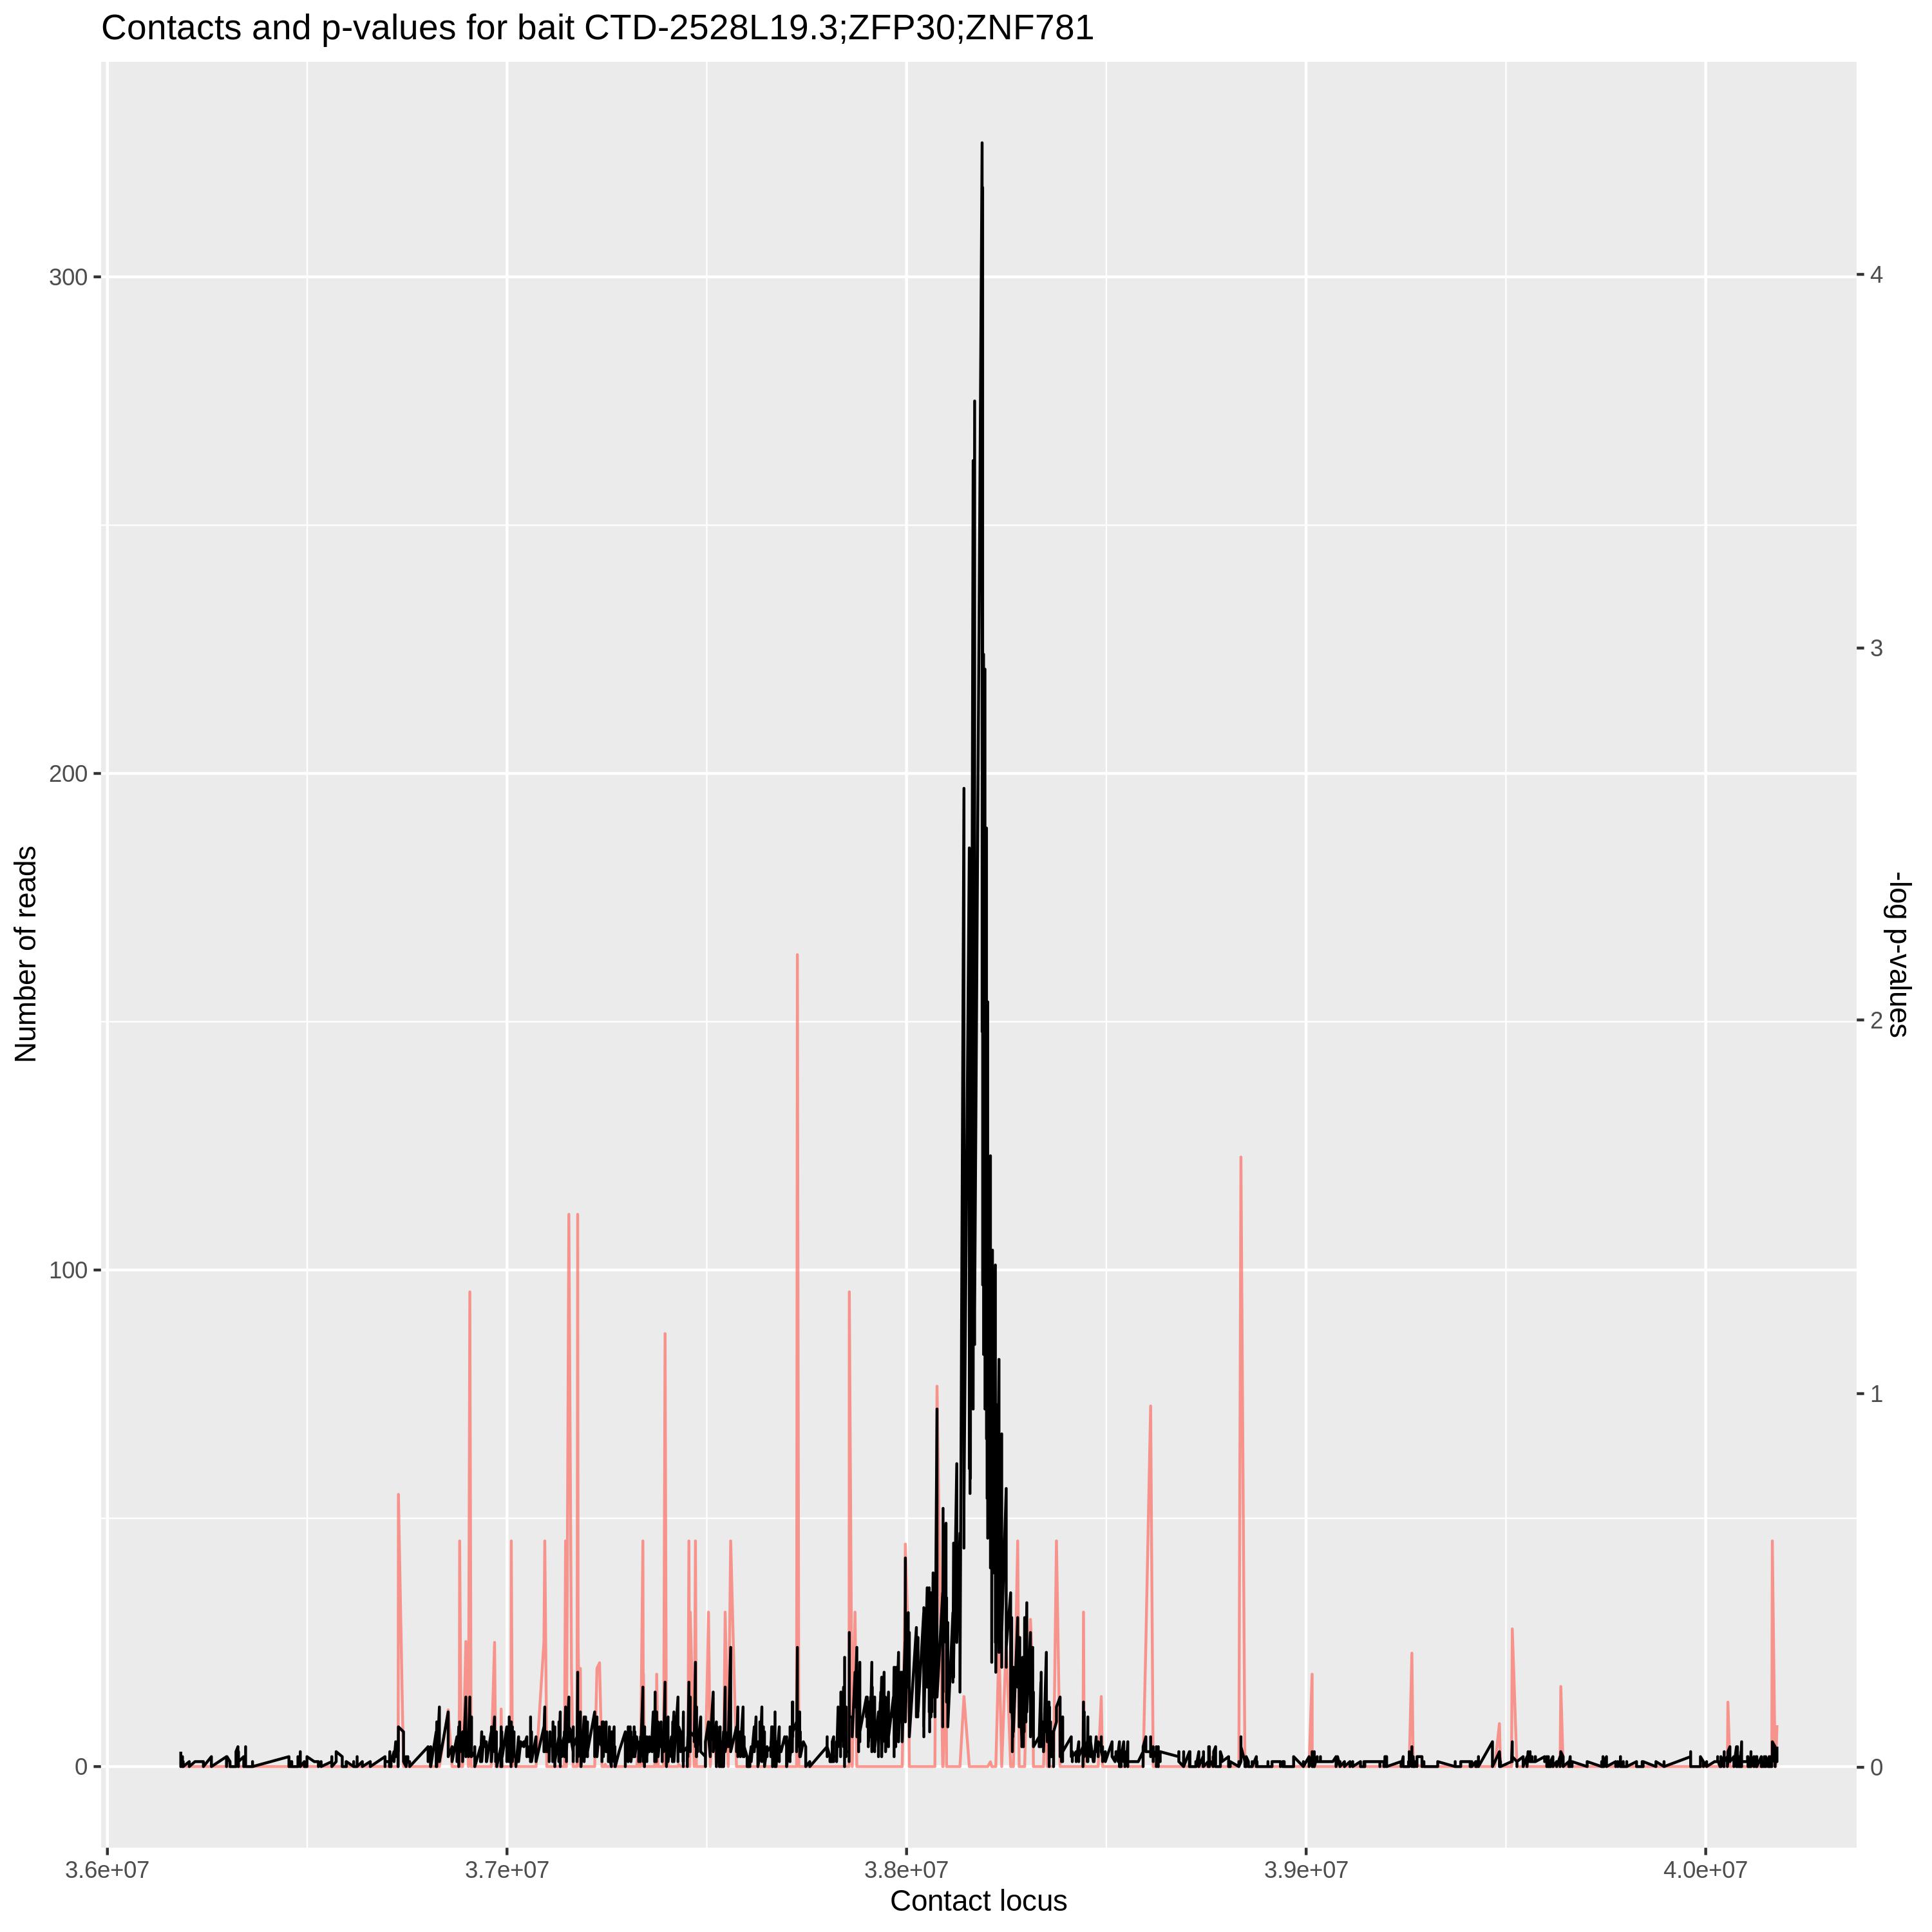 Contacts and p-values for bait CTD-2528L19.3;ZFP30;ZNF781
300
200
100
0
4
3
2
1
0
Number of reads
-log p-values
3.6e+07 3.7e+07 3.8e+07 3.9e+07 4.0e+07
Contact locus